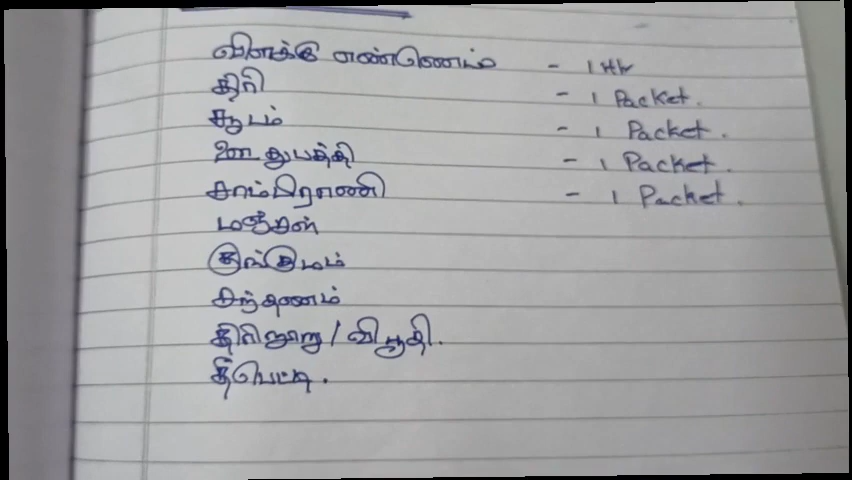 விளக்கு எண்ணெய் - 1 ltr
திரி - 1 Packet.
சூடம் - 1 Packet.
ஊதுபத்தி - 1 Packet.
சாம்பிராணி - 1 Packet.
மஞ்சள்
குங்குமம்
சந்தணம்
திரிநூறு / விபூதி.
தீபெட்டி.